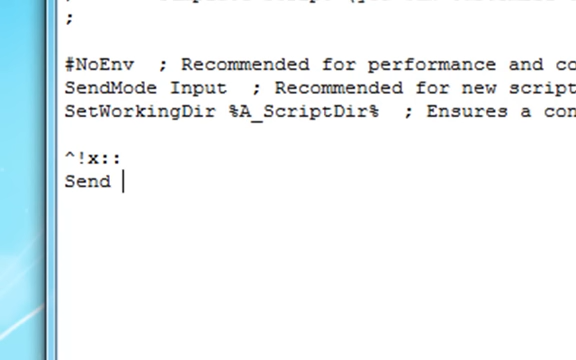 ;
#NoEnv ; Recommended for performance and co
SendMode Input ; Recommended for new script
SetWorkingDir %A_ScriptDir% ; Ensures a con
^!x::
Send